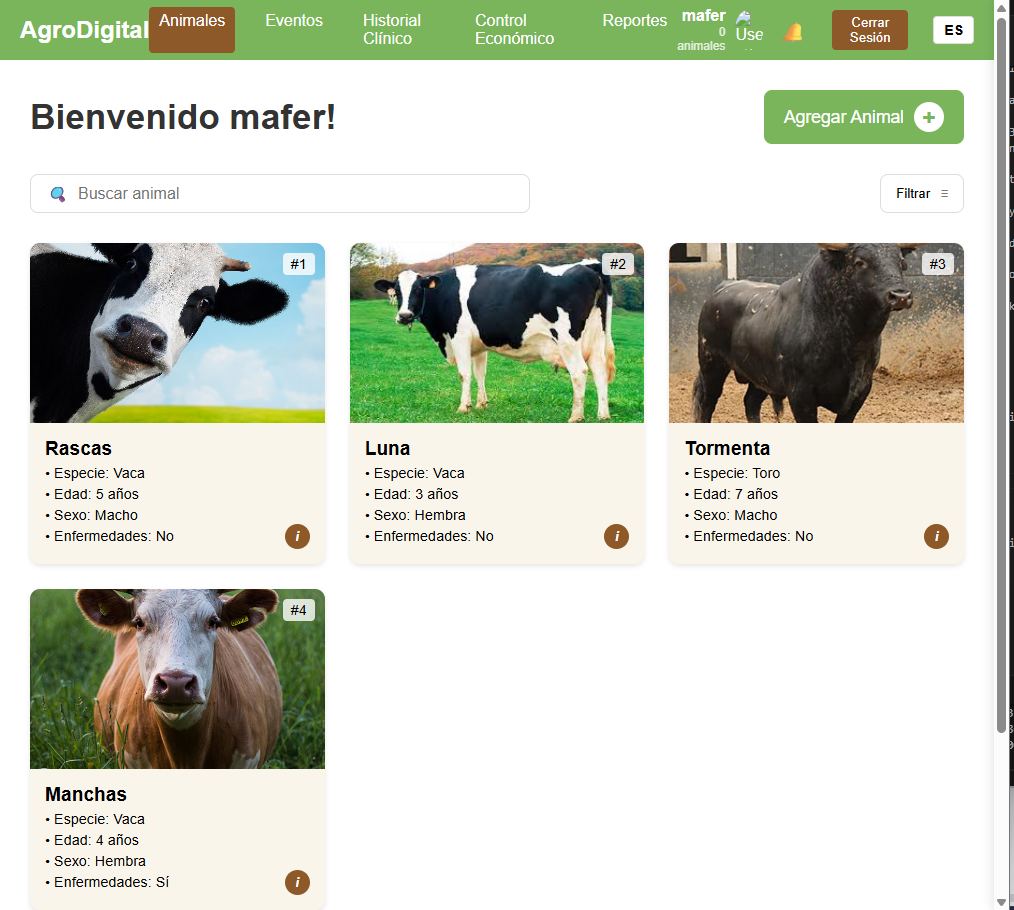 AgroDigital
Animales
Eventos
Historial
Clínico
Control
Económico
Reportes
mafer
0
animales
Use
Cerrar
Sesión
ES
Bienvenido mafer!
Agregar Animal +
Buscar animal
Filtrar ≡
#1
Rascas
• Especie: Vaca
• Edad: 5 años
• Sexo: Macho
• Enfermedades: No
i
#2
Luna
• Especie: Vaca
• Edad: 3 años
• Sexo: Hembra
• Enfermedades: No
i
#3
Tormenta
• Especie: Toro
• Edad: 7 años
• Sexo: Macho
• Enfermedades: No
i
#4
Manchas
• Especie: Vaca
• Edad: 4 años
• Sexo: Hembra
• Enfermedades: Sí
i